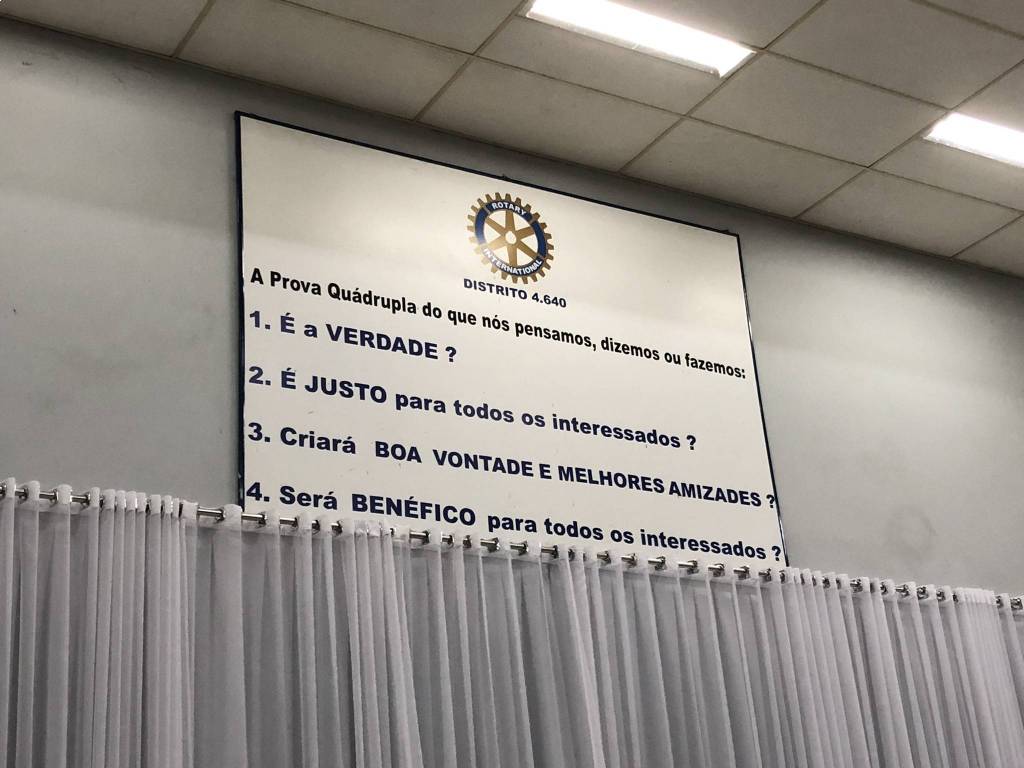 ROTARY
INTERNATIONAL
DISTRITO 4.640
A Prova Quádrupla do que nós pensamos, dizemos ou fazemos:
1. É a VERDADE ?
2. É JUSTO para todos os interessados ?
3. Criará BOA VONTADE E MELHORES AMIZADES ?
4. Será BENÉFICO para todos os interessados ?